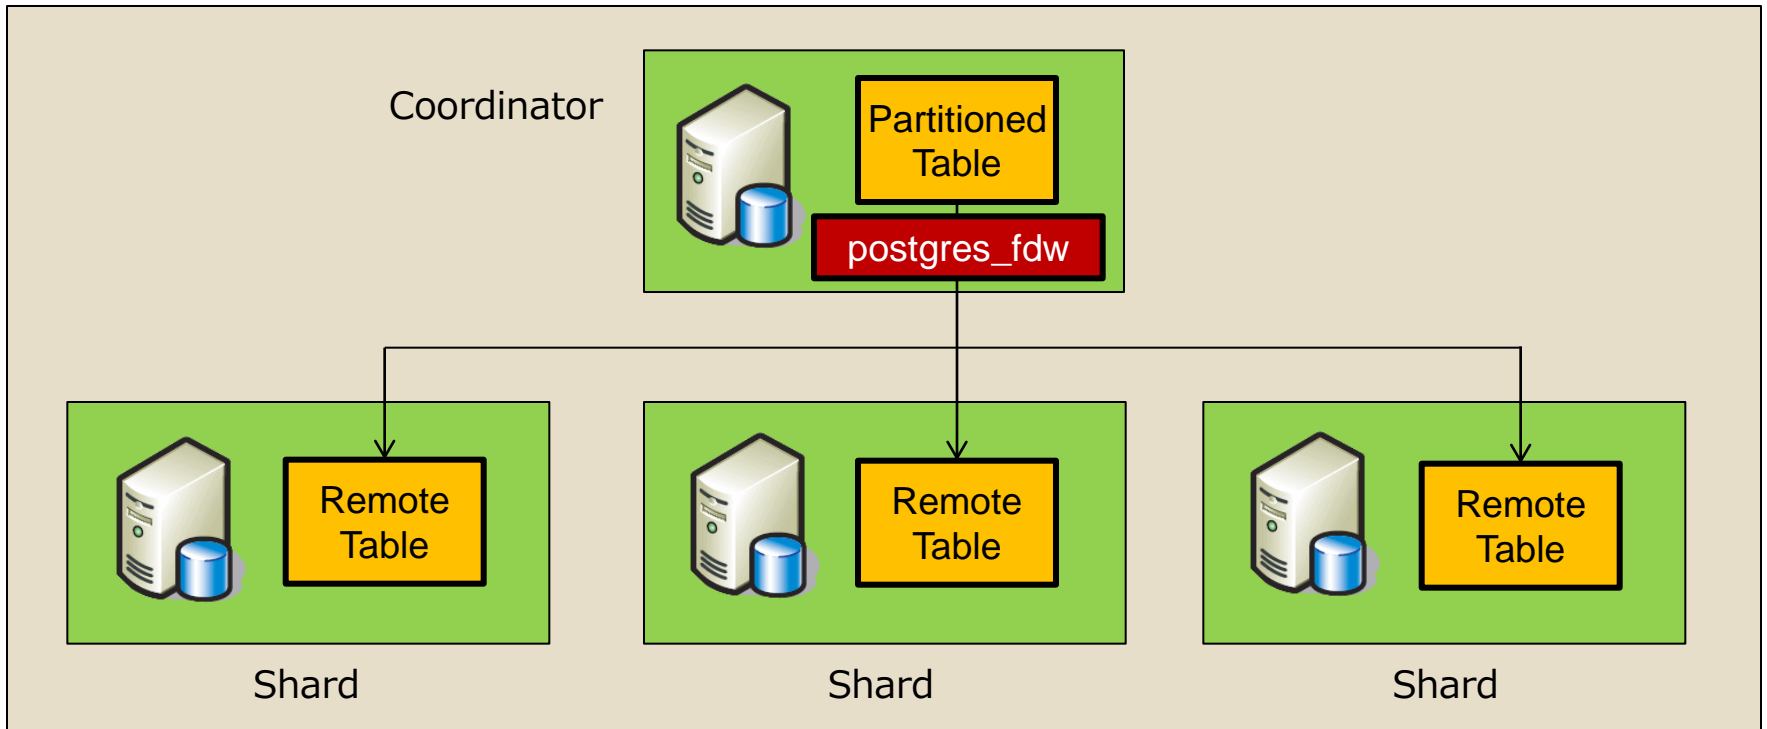 Coordinator
Partitioned
Table
postgres_fdw
Remote
Table
Remote
Table
Remote
Table
Shard
Shard
Shard